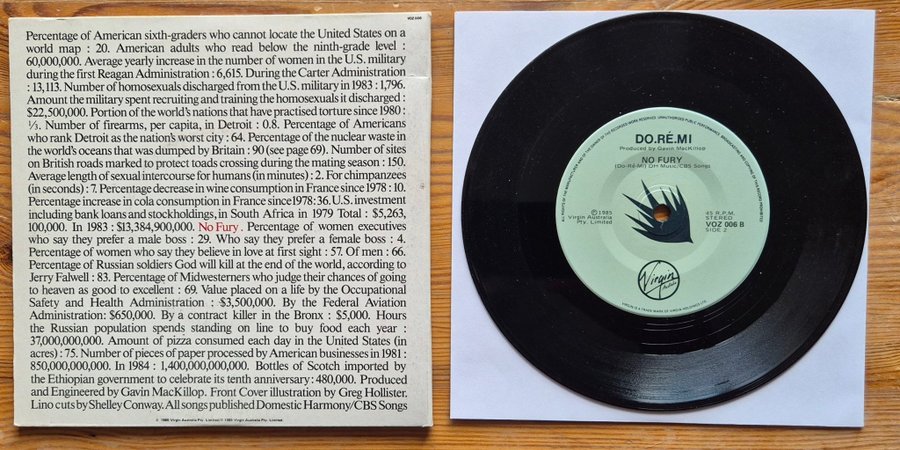 VOZ 006
Percentage of American sixth-graders who cannot locate the United States on a
world map : 20. American adults who read below the ninth-grade level :
60,000,000. Average yearly increase in the number of women in the U.S. military
during the first Reagan Administration : 6,615. During the Carter Administration
: 13,113. Number of homosexuals discharged from the U.S. military in 1983 : 1,796.
Amount the military spent recruiting and training the homosexuals it discharged :
$22,500,000. Portion of the world's nations that have practised torture since 1980 :
⅓. Number of firearms, per capita, in Detroit : 0.8. Percentage of Americans
who rank Detroit as the nation's worst city : 64. Percentage of the nuclear waste in
the world's oceans that was dumped by Britain : 90 (see page 69). Number of sites
on British roads marked to protect toads crossing during the mating season : 150.
Average length of sexual intercourse for humans (in minutes) : 2. For chimpanzees
(in seconds) : 7. Percentage decrease in wine consumption in France since 1978 : 10.
Percentage increase in cola consumption in France since 1978 : 36. U.S. investment
including bank loans and stockholdings, in South Africa in 1979 Total : $5,263,
100,000. In 1983 : $13,384,900,000. No Fury. Percentage of women executives
who say they prefer a male boss : 29. Who say they prefer a female boss : 4.
Percentage of women who say they believe in love at first sight : 57. Of men : 66.
Percentage of Russian soldiers God will kill at the end of the world, according to
Jerry Falwell : 83. Percentage of Midwesterners who judge their chances of going
to heaven as good to excellent : 69. Value placed on a life by the Occupational
Safety and Health Administration : $3,500,000. By the Federal Aviation
Administration: $650,000. By a contract killer in the Bronx : $5,000. Hours
the Russian population spends standing on line to buy food each year :
37,000,000,000. Amount of pizza consumed each day in the United States (in
acres) : 75. Number of pieces of paper processed by American businesses in 1981 :
850,000,000,000. In 1984 : 1,400,000,000,000. Bottles of Scotch imported by
the Ethiopian government to celebrate its tenth anniversary : 480,000. Produced
and Engineered by Gavin MacKillop. Front Cover illustration by Greg Hollister.
Lino cuts by Shelley Conway. All songs published Domestic Harmony/CBS Songs
DO.RÉ.MI
Produced by Gavin MacKillop
NO FURY
(Do-Ré-Mi) Off Music/CBS Songs
℗ 1985
Virgin Australia
Pty. Limited
45 R.P.M.
STEREO
VOZ 006 B
SIDE 2
Virgin
VIRGIN IS A TRADE MARK OF VIRGIN HOLDINGS LTD.